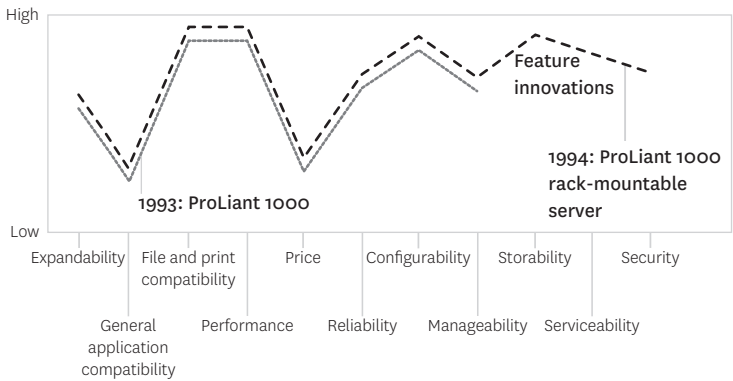 High
Feature
innovations
1994: ProLiant 1000
rack-mountable
server
1993: ProLiant 1000
Low
Expandability
File and print
compatibility
Price
Configurability
Storability
Security
General
application
compatibility
Performance
Reliability
Manageability
Serviceability